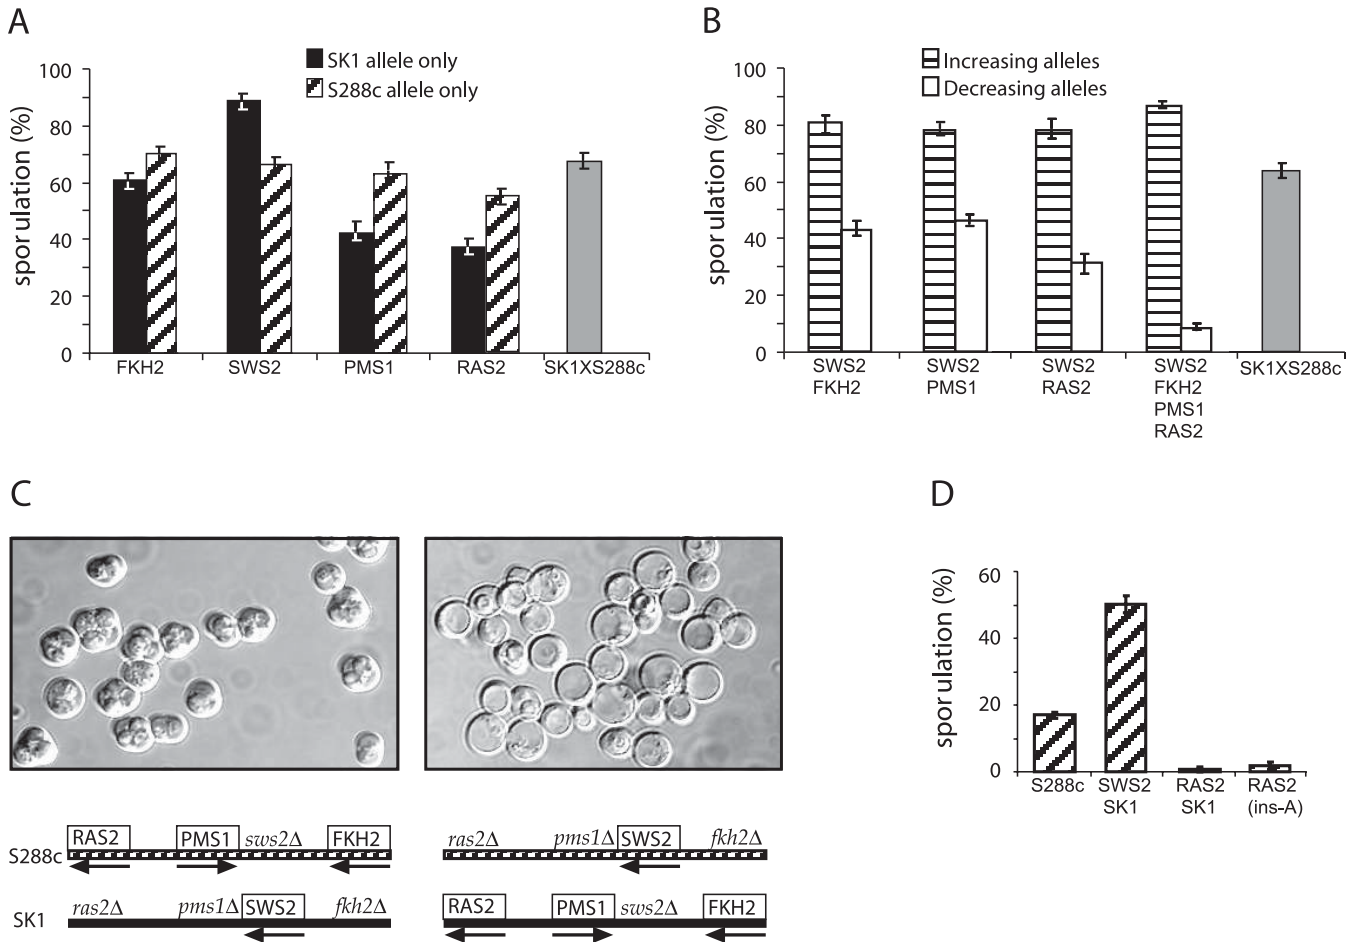 A
SK1 allele only
S288c allele only
sporulation (%)
100
80
60
40
20
0
FKH2 SWS2 PMS1 RAS2 SK1XS288c
B
Increasing alleles
Decreasing alleles
sporulation (%)
100
80
60
40
20
0
SWS2 SWS2 SWS2 SWS2 SK1XS288c
FKH2 PMS1 RAS2 FKH2
PMS1
RAS2
C
S288c RAS2 PMS1 sws2Δ FKH2
SK1 ras2Δ pms1Δ SWS2 fkh2Δ
ras2Δ pms1Δ SWS2 fkh2Δ
RAS2 PMS1 sws2Δ FKH2
D
sporulation (%)
60
40
20
0
S288c SWS2 RAS2 RAS2
SK1 SK1 (ins-A)